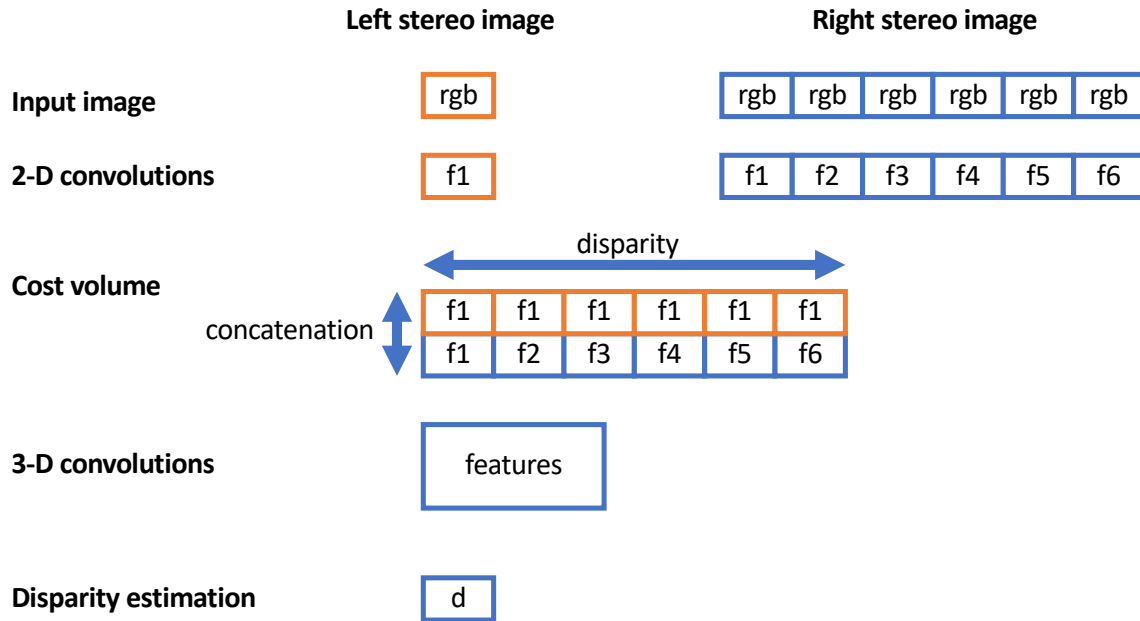 Left stereo image Right stereo image
Input image rgb rgb rgb rgb rgb rgb rgb
2-D convolutions f1 f1 f2 f3 f4 f5 f6
disparity
Cost volume
f1 f1 f1 f1 f1 f1
concatenation
f1 f2 f3 f4 f5 f6
3-D convolutions features
Disparity estimation d